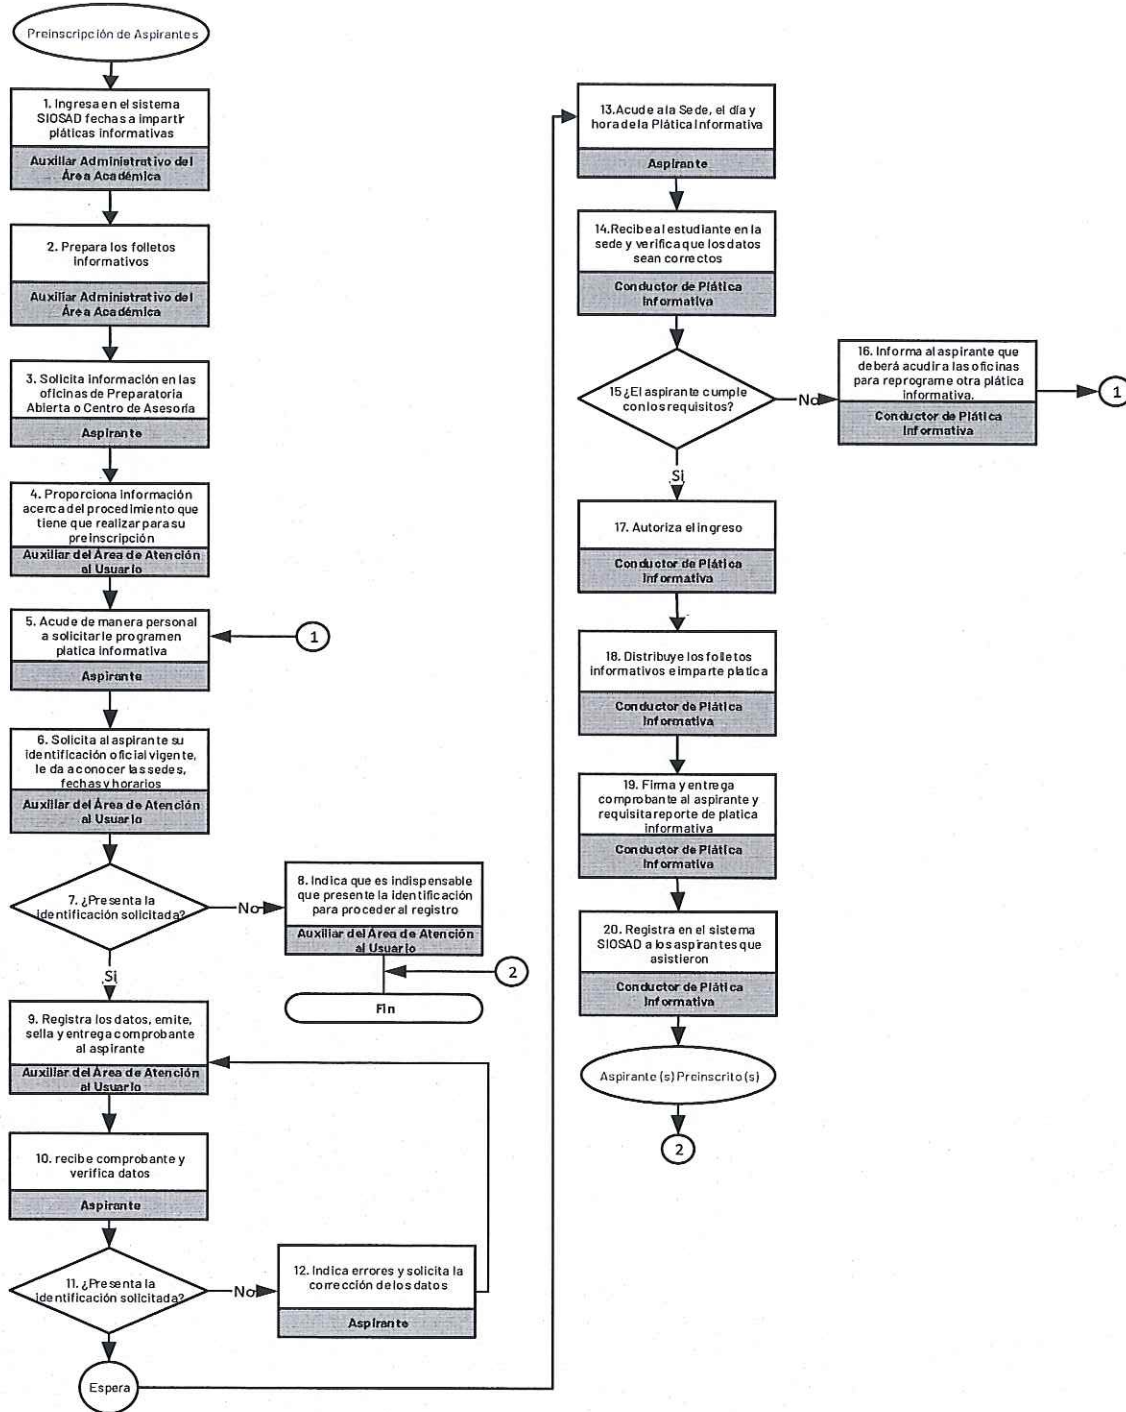 Preinscripción de Aspirantes
1. Ingresa en el sistema
SIOSAD fechas a impartir
pláticas informativas
Auxiliar Administrativo del
Área Académica
2. Prepara los folletos
informativos
Auxiliar Administrativo del
Área Académica
3. Solicita información en las
oficinas de Preparatoria
Abierta o Centro de Asesoría
Aspirante
4. Proporciona información
acerca del procedimiento que
tiene que realizar para su
preinscripción
Auxiliar del Área de Atención
al Usuario
5. Acude de manera personal
a solicitar le programen
platica informativa
Aspirante
1
6. Solicita al aspirante su
identificación oficial vigente,
le da a conocer las sedes,
fechas y horarios
Auxiliar del Área de Atención
al Usuario
7. ¿Presenta la
identificación solicitada?
No
8. Indica que es indispensable
que presente la identificación
para proceder al registro
Auxiliar del Área de Atención
al Usuario
2
Fin
Si
9. Registra los datos, emite,
sella y entrega comprobante
al aspirante
Auxiliar del Área de Atención
al Usuario
10. recibe comprobante y
verifica datos
Aspirante
11. ¿Presenta la
identificación solicitada?
No
12. Indica errores y solicita la
corrección de los datos
Aspirante
Espera
13. Acude a la Sede, el día y
hora de la Plática Informativa
Aspirante
14. Recibe al estudiante en la
sede y verifica que los datos
sean correctos
Conductor de Plática
Informativa
15 ¿El aspirante cumple
con los requisitos?
No
16. Informa al aspirante que
deberá acudir a las oficinas
para reprograme otra plática
informativa.
Conductor de Plática
Informativa
1
Si
17. Autoriza el ingreso
Conductor de Plática
Informativa
18. Distribuye los folletos
informativos e imparte platica
Conductor de Plática
Informativa
19. Firma y entrega
comprobante al aspirante y
requisita reporte de platica
informativa
Conductor de Plática
Informativa
20. Registra en el sistema
SIOSAD a los aspirantes que
asistieron
Conductor de Plática
Informativa
Aspirante (s) Preinscrito (s)
2